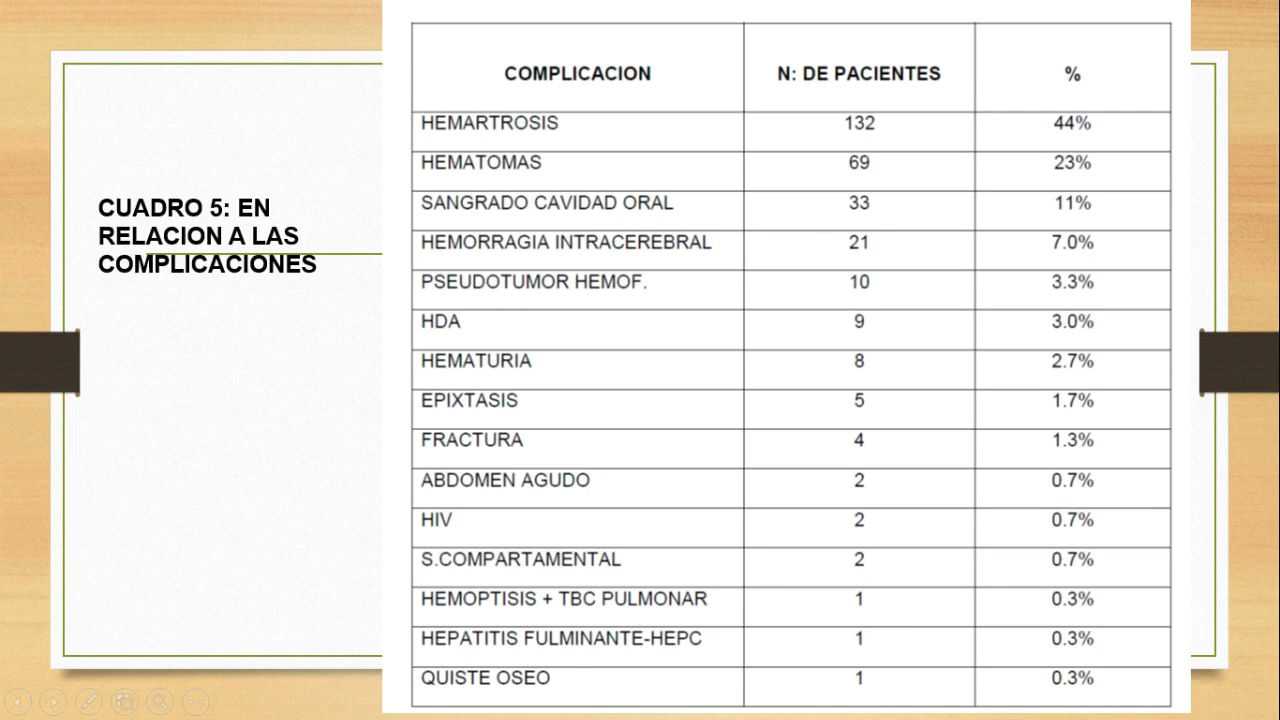 CUADRO 5: EN
RELACION A LAS
COMPLICACIONES
COMPLICACION N: DE PACIENTES %
HEMARTROSIS 132 44%
HEMATOMAS 69 23%
SANGRADO CAVIDAD ORAL 33 11%
HEMORRAGIA INTRACEREBRAL 21 7.0%
PSEUDOTUMOR HEMOF. 10 3.3%
HDA 9 3.0%
HEMATURIA 8 2.7%
EPIXTASIS 5 1.7%
FRACTURA 4 1.3%
ABDOMEN AGUDO 2 0.7%
HIV 2 0.7%
S.COMPARTAMENTAL 2 0.7%
HEMOPTISIS + TBC PULMONAR 1 0.3%
HEPATITIS FULMINANTE-HEPC 1 0.3%
QUISTE OSEO 1 0.3%